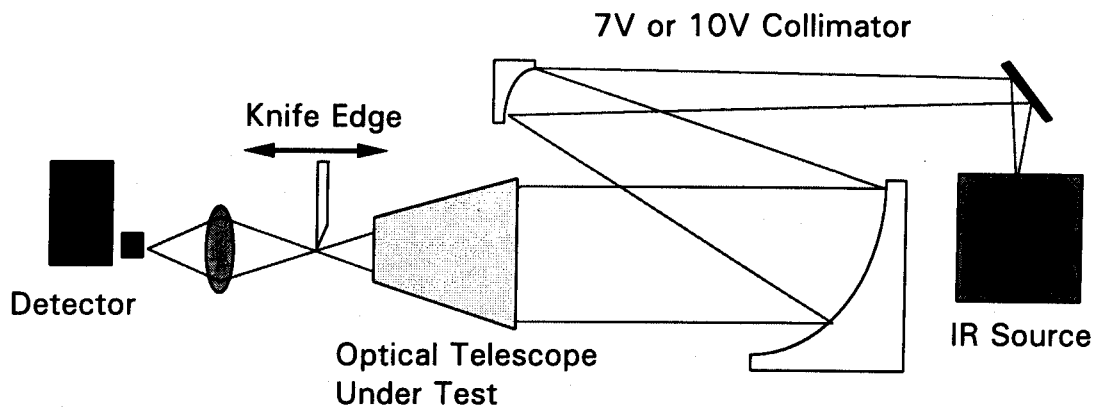 7V or 10V Collimator
Knife Edge
Detector
Optical Telescope
Under Test
IR Source